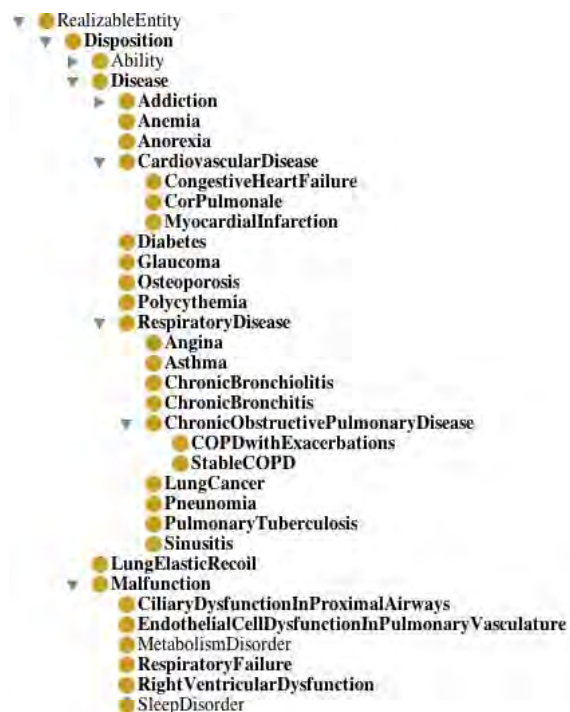 RealizableEntity
Disposition
Ability
Disease
Addiction
Anemia
Anorexia
CardiovascularDisease
CongestiveHeartFailure
CorPulmonale
MyocardialInfarction
Diabetes
Glaucoma
Osteoporosis
Polycythemia
RespiratoryDisease
Angina
Asthma
ChronicBronchiolitis
ChronicBronchitis
ChronicObstructivePulmonaryDisease
COPDwithExacerbations
StableCOPD
LungCancer
Pneunomia
PulmonaryTuberculosis
Sinusitis
LungElasticRecoil
Malfunction
CiliaryDysfunctionInProximalAirways
EndothelialCellDysfunctionInPulmonaryVasculature
MetabolismDisorder
RespiratoryFailure
RightVentricularDysfunction
SleepDisorder